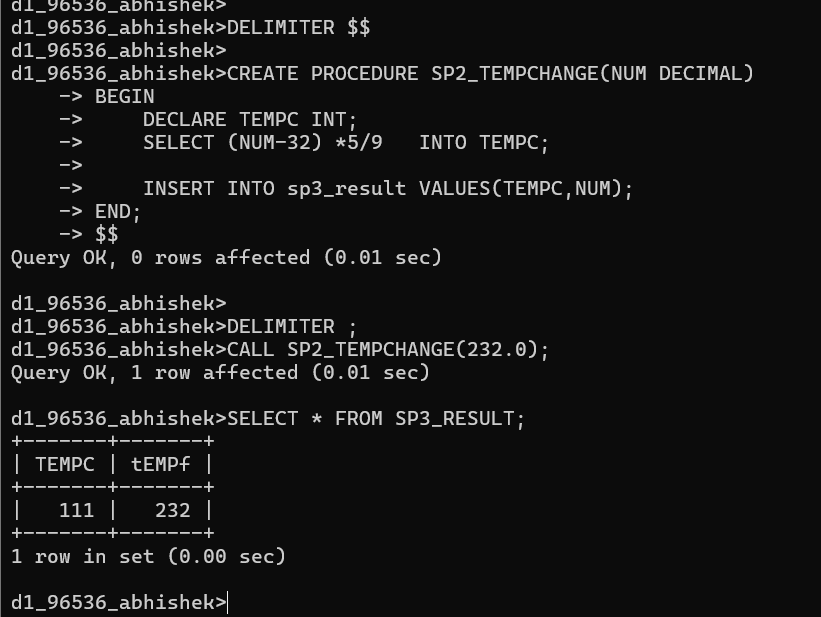 d1_96536_abhishek>
d1_96536_abhishek>DELIMITER $$
d1_96536_abhishek>
d1_96536_abhishek>CREATE PROCEDURE SP2_TEMPCHANGE(NUM DECIMAL)
    -> BEGIN
    ->     DECLARE TEMPC INT;
    ->     SELECT (NUM-32) *5/9   INTO TEMPC;
    ->
    ->     INSERT INTO sp3_result VALUES(TEMPC,NUM);
    -> END;
    -> $$
Query OK, 0 rows affected (0.01 sec)

d1_96536_abhishek>
d1_96536_abhishek>DELIMITER ;
d1_96536_abhishek>CALL SP2_TEMPCHANGE(232.0);
Query OK, 1 row affected (0.01 sec)

d1_96536_abhishek>SELECT * FROM SP3_RESULT;
+-------+-------+
| TEMPC | tEMPf |
+-------+-------+
|   111 |   232 |
+-------+-------+
1 row in set (0.00 sec)

d1_96536_abhishek>